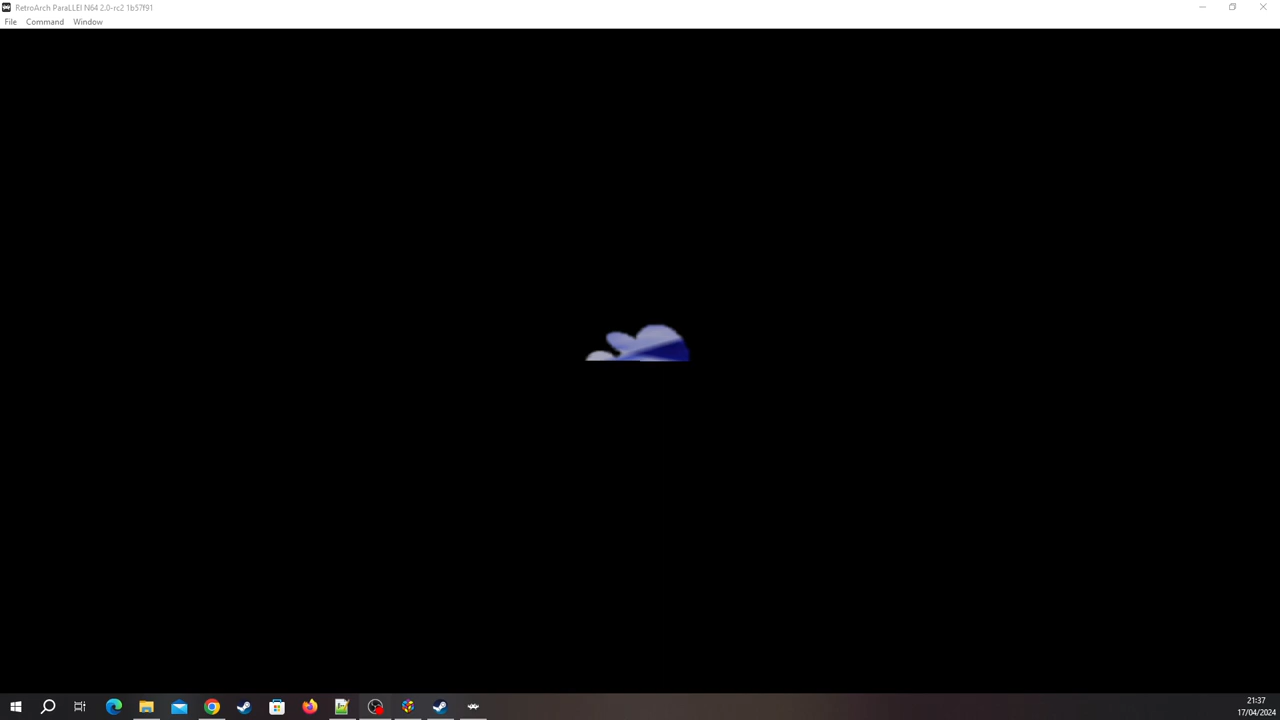 RetroArch ParaLLEl N64 2.0-rc2 1b57f91
File Command Window
21:37
17/04/2024